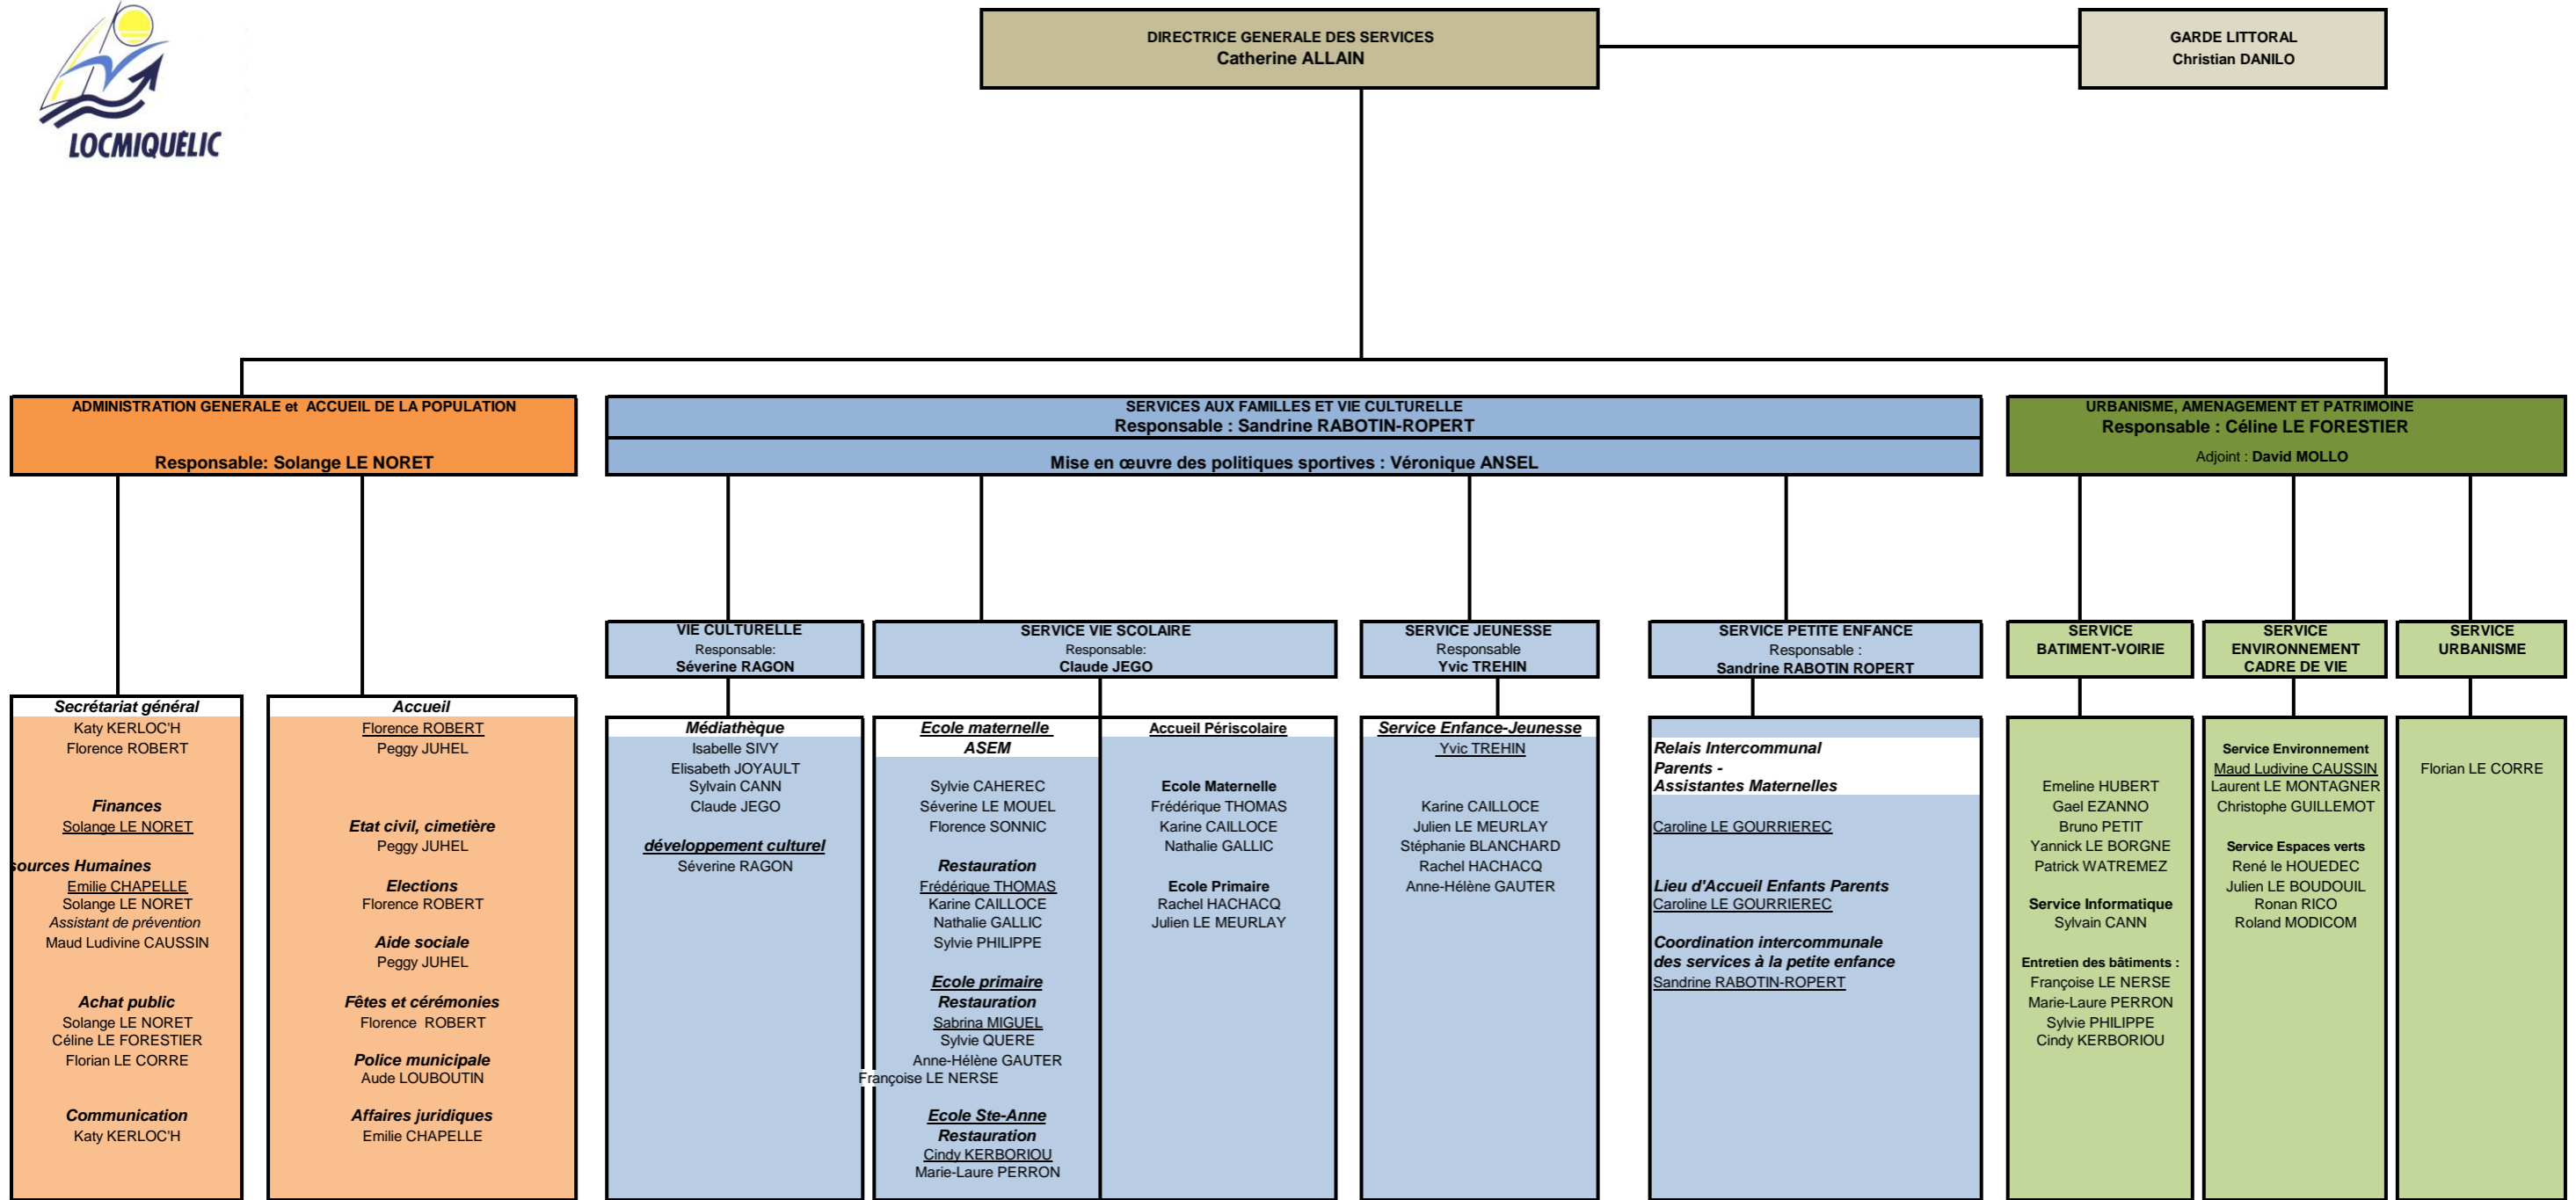 LOCMIQUÉLIC
DIRECTRICE GENERALE DES SERVICES
Catherine ALLAIN
GARDE LITTORAL
Christian DANILO
ADMINISTRATION GENERALE et ACCUEIL DE LA POPULATION
Responsable: Solange LE NORET
SERVICES AUX FAMILLES ET VIE CULTURELLE
Responsable : Sandrine RABOTIN-ROPERT
Mise en œuvre des politiques sportives : Véronique ANSEL
URBANISME, AMENAGEMENT ET PATRIMOINE
Responsable : Céline LE FORESTIER
Adjoint : David MOLLO
VIE CULTURELLE
Responsable:
Séverine RAGON
SERVICE VIE SCOLAIRE
Responsable:
Claude JEGO
SERVICE JEUNESSE
Responsable
Yvic TREHIN
SERVICE PETITE ENFANCE
Responsable :
Sandrine RABOTIN ROPERT
SERVICE
BATIMENT-VOIRIE
SERVICE
ENVIRONNEMENT
CADRE DE VIE
SERVICE
URBANISME
Secrétariat général
Katy KERLOC'H
Florence ROBERT
Finances
Solange LE NORET
sources Humaines
Emilie CHAPELLE
Solange LE NORET
Assistant de prévention
Maud Ludivine CAUSSIN
Achat public
Solange LE NORET
Céline LE FORESTIER
Florian LE CORRE
Communication
Katy KERLOC'H
Accueil
Florence ROBERT
Peggy JUHEL
Etat civil, cimetière
Peggy JUHEL
Elections
Florence ROBERT
Aide sociale
Peggy JUHEL
Fêtes et cérémonies
Florence ROBERT
Police municipale
Aude LOUBOUTIN
Affaires juridiques
Emilie CHAPELLE
Médiathèque
Isabelle SIVY
Elisabeth JOYAULT
Sylvain CANN
Claude JEGO
développement culturel
Séverine RAGON
Ecole maternelle
ASEM
Sylvie CAHEREC
Séverine LE MOUEL
Florence SONNIC
Restauration
Frédérique THOMAS
Karine CAILLOCE
Nathalie GALLIC
Sylvie PHILIPPE
Ecole primaire
Restauration
Sabrina MIGUEL
Sylvie QUERE
Anne-Hélène GAUTER
Françoise LE NERSE
Ecole Ste-Anne
Restauration
Cindy KERBORIOU
Marie-Laure PERRON
Accueil Périscolaire
Ecole Maternelle
Frédérique THOMAS
Karine CAILLOCE
Nathalie GALLIC
Ecole Primaire
Rachel HACHACQ
Julien LE MEURLAY
Service Enfance-Jeunesse
Yvic TREHIN
Karine CAILLOCE
Julien LE MEURLAY
Stéphanie BLANCHARD
Rachel HACHACQ
Anne-Hélène GAUTER
Relais Intercommunal
Parents -
Assistantes Maternelles
Caroline LE GOURRIEREC
Lieu d'Accueil Enfants Parents
Caroline LE GOURRIEREC
Coordination intercommunale
des services à la petite enfance
Sandrine RABOTIN-ROPERT
Emeline HUBERT
Gael EZANNO
Bruno PETIT
Yannick LE BORGNE
Patrick WATREMEZ
Service Informatique
Sylvain CANN
Entretien des bâtiments :
Françoise LE NERSE
Marie-Laure PERRON
Sylvie PHILIPPE
Cindy KERBORIOU
Service Environnement
Maud Ludivine CAUSSIN
Laurent LE MONTAGNER
Christophe GUILLEMOT
Service Espaces verts
René le HOUEDEC
Julien LE BOUDOUIL
Ronan RICO
Roland MODICOM
Florian LE CORRE